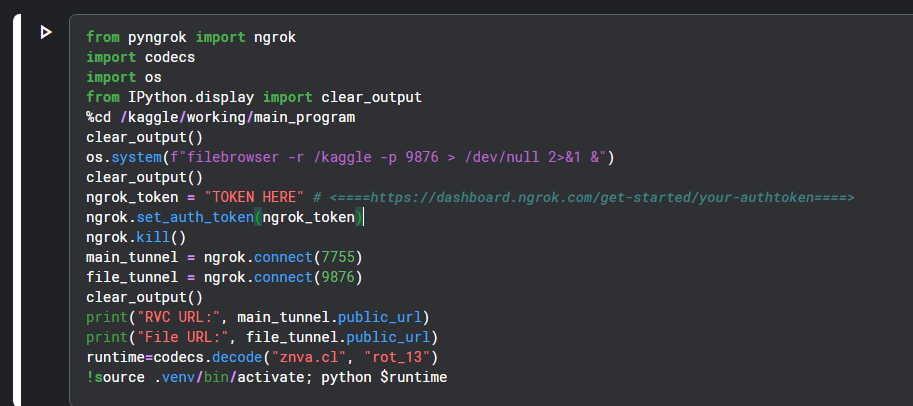 from pyngrok import ngrok
import codecs
import os
from IPython.display import clear_output
%cd /kaggle/working/main_program
clear_output()
os.system(f"filebrowser -r /kaggle -p 9876 > /dev/null 2>&1 &")
clear_output()
ngrok_token = "TOKEN HERE" # <====https://dashboard.ngrok.com/get-started/your-authtoken====>
ngrok.set_auth_token(ngrok_token)
ngrok.kill()
main_tunnel = ngrok.connect(7755)
file_tunnel = ngrok.connect(9876)
clear_output()
print("RVC URL:", main_tunnel.public_url)
print("File URL:", file_tunnel.public_url)
runtime=codecs.decode("znva.cl", "rot_13")
!source .venv/bin/activate; python $runtime